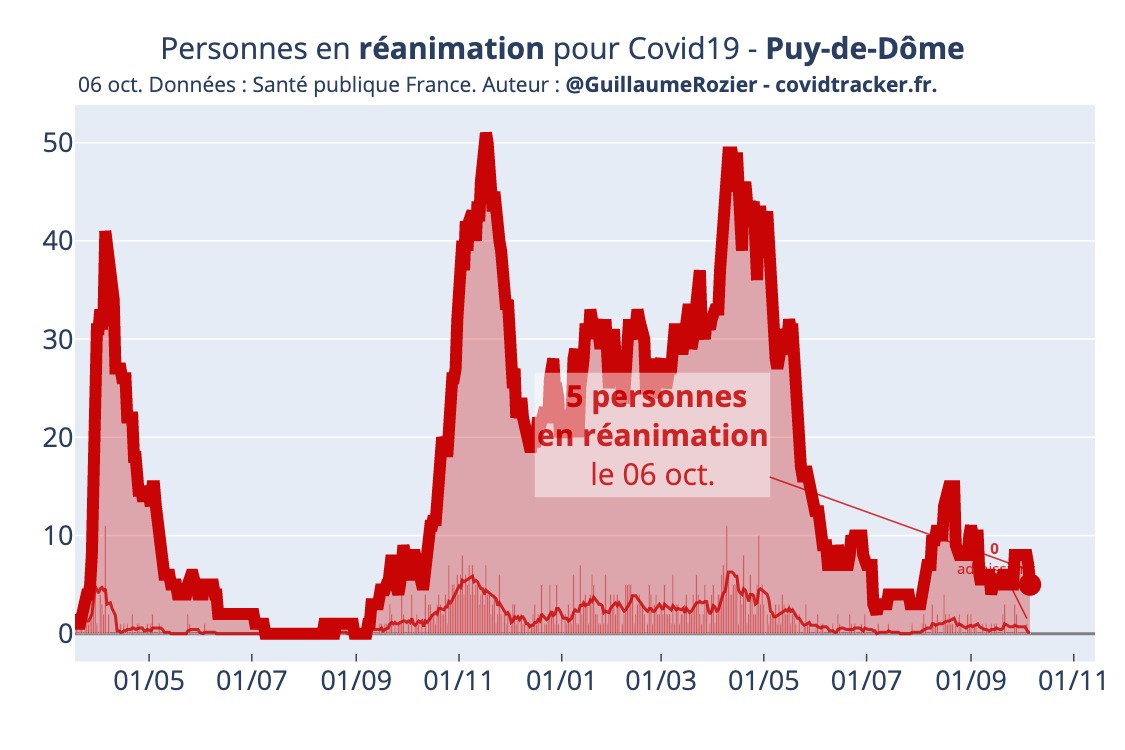 Personnes en réanimation pour Covid19 - Puy-de-Dôme
06 oct. Données : Santé publique France. Auteur : @GuillaumeRozier - covidtracker.fr.
50
40
30
20
10
0
5 personnes
en réanimation
le 06 oct.
0
01/05 01/07 01/09 01/11 01/01 01/03 01/05 01/07 01/09 01/11